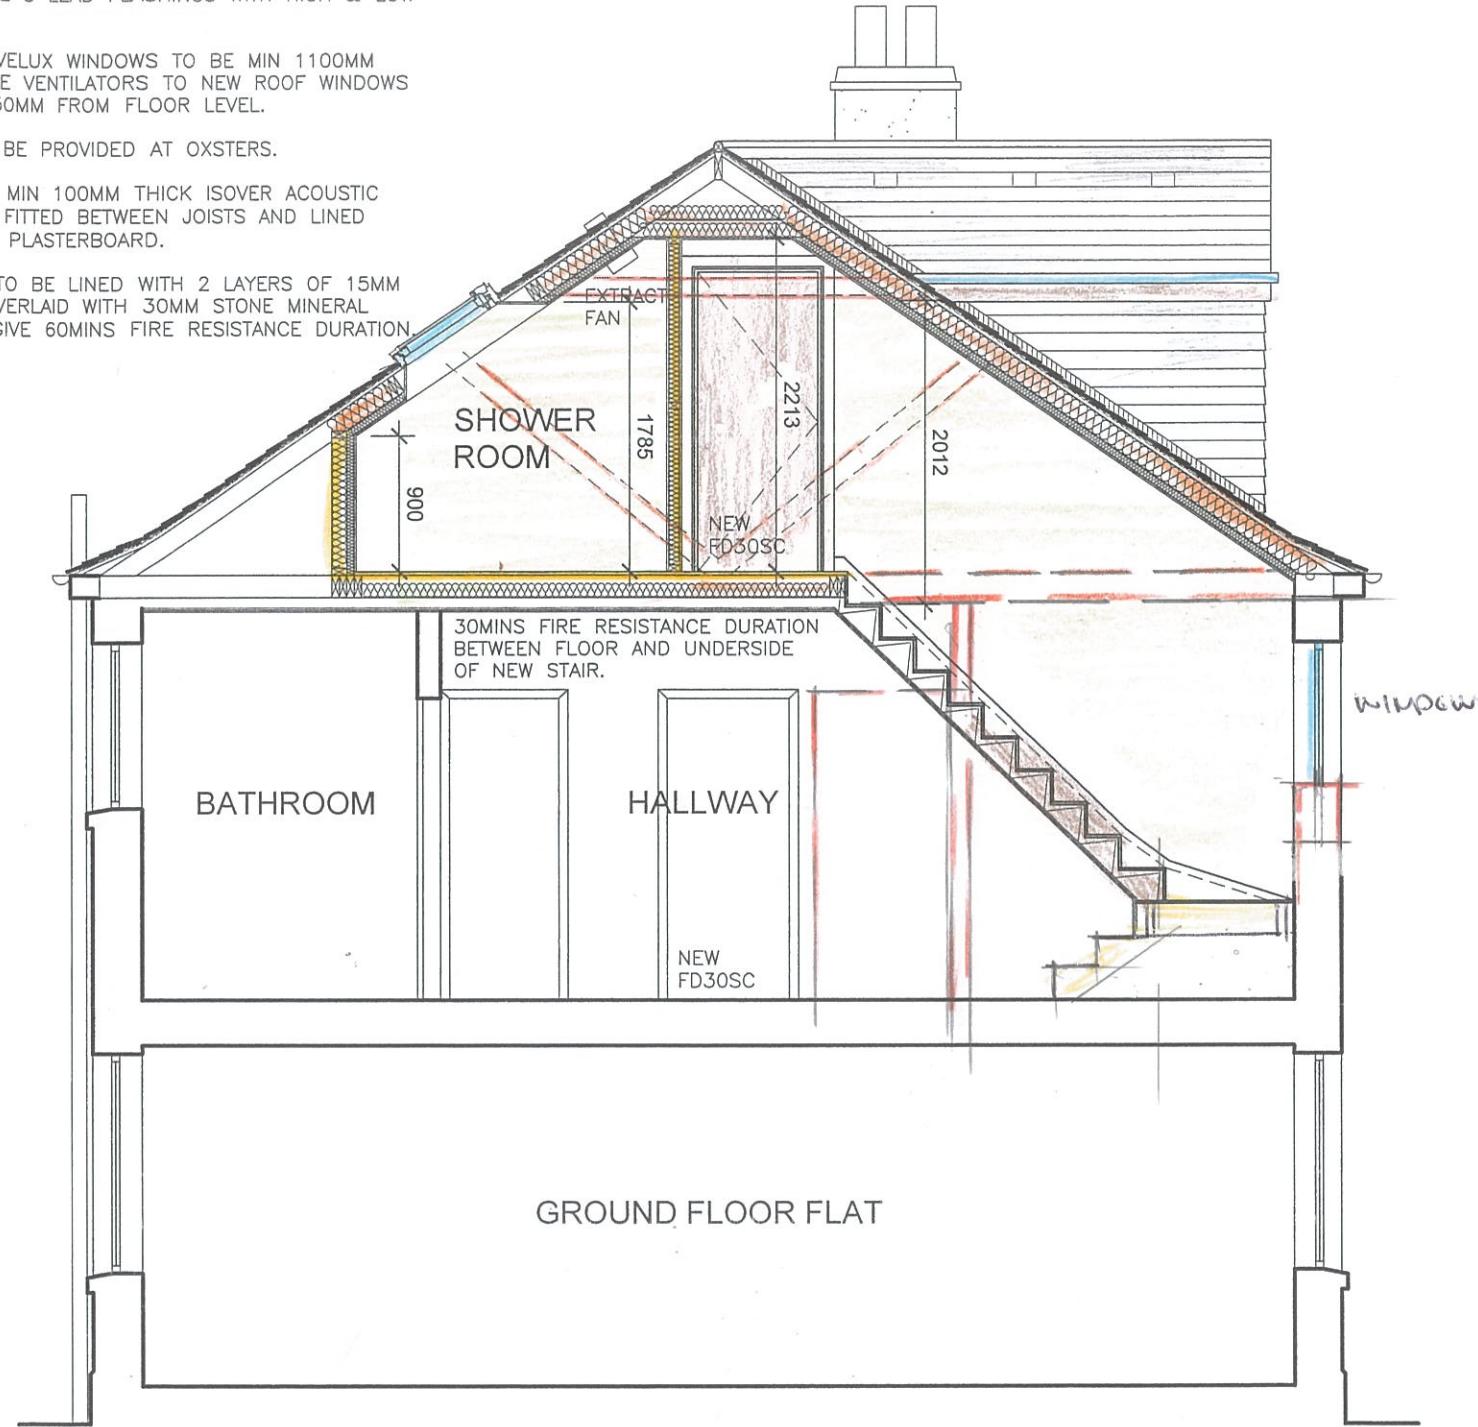 VELUX WINDOWS TO BE MIN 1100MM
VENTILATORS TO NEW ROOF WINDOWS
50MM FROM FLOOR LEVEL.
BE PROVIDED AT OXSTERS.
MIN 100MM THICK ISOVER ACOUSTIC
FITTED BETWEEN JOISTS AND LINED
PLASTERBOARD.
TO BE LINED WITH 2 LAYERS OF 15MM
OVERLAID WITH 30MM STONE MINERAL
GIVE 60MINS FIRE RESISTANCE DURATION.
EXTRACT
FAN
SHOWER
ROOM
900
1785
2213
2012
NEW
FD30SC
30MINS FIRE RESISTANCE DURATION
BETWEEN FLOOR AND UNDERSIDE
OF NEW STAIR.
WINDOW
BATHROOM
HALLWAY
NEW
FD30SC
GROUND FLOOR FLAT